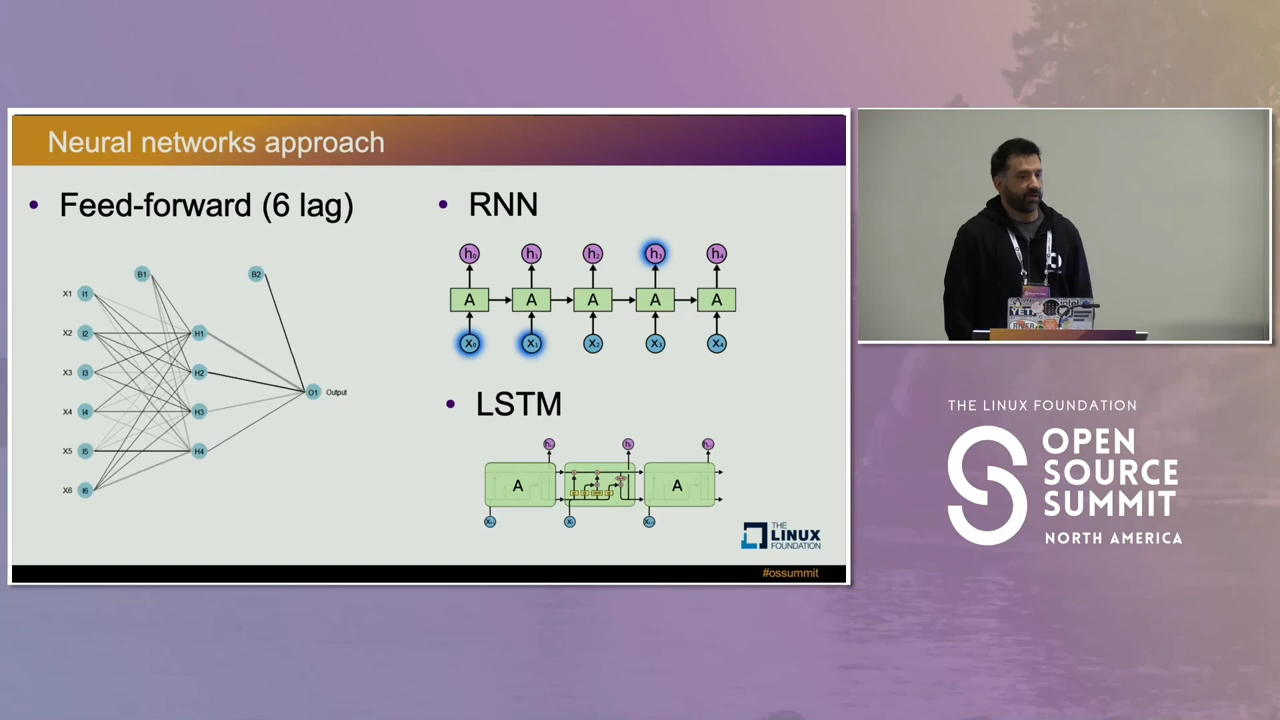 Neural networks approach
• Feed-forward (6 lag)
B1
B2
X1
I1
X2
I2
H1
X3
I3
H2
O1
Output
X4
I4
H3
X5
I5
H4
X6
I6
• RNN
h₀
h₁
h₂
h₃
h₄
A
A
A
A
A
X₀
X₁
X₂
X₃
X₄
• LSTM
A
A
THE
LINUX
FOUNDATION
#ossummit
intel
YET
THE LINUX FOUNDATION
OPEN
SOURCE
SUMMIT
NORTH AMERICA